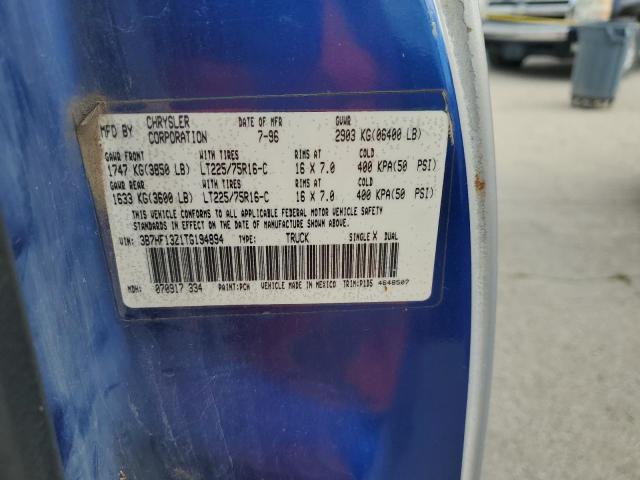 MFD BY CHRYSLER CORPORATION DATE OF MFR 7-96 GVWR 2903 KG(06400 LB)
GAWR FRONT WITH TIRES RIMS AT COLD
1747 KG(3850 LB) LT225/75R16-C 16 X 7.0 400 KPA(50 PSI)
GAWR REAR WITH TIRES RIMS AT COLD
1633 KG(3600 LB) LT225/75R16-C 16 X 7.0 400 KPA(50 PSI)
THIS VEHICLE CONFORMS TO ALL APPLICABLE FEDERAL MOTOR VEHICLE SAFETY
STANDARDS IN EFFECT ON THE DATE OF MANUFACTURE SHOWN ABOVE
VIN: 3B7HF13Z1TG194894 TYPE: TRUCK SINGLE X DUAL
MDH: 070917 334 PAINT:PCH VEHICLE MADE IN MEXICO TRIM:P1DS 4648507